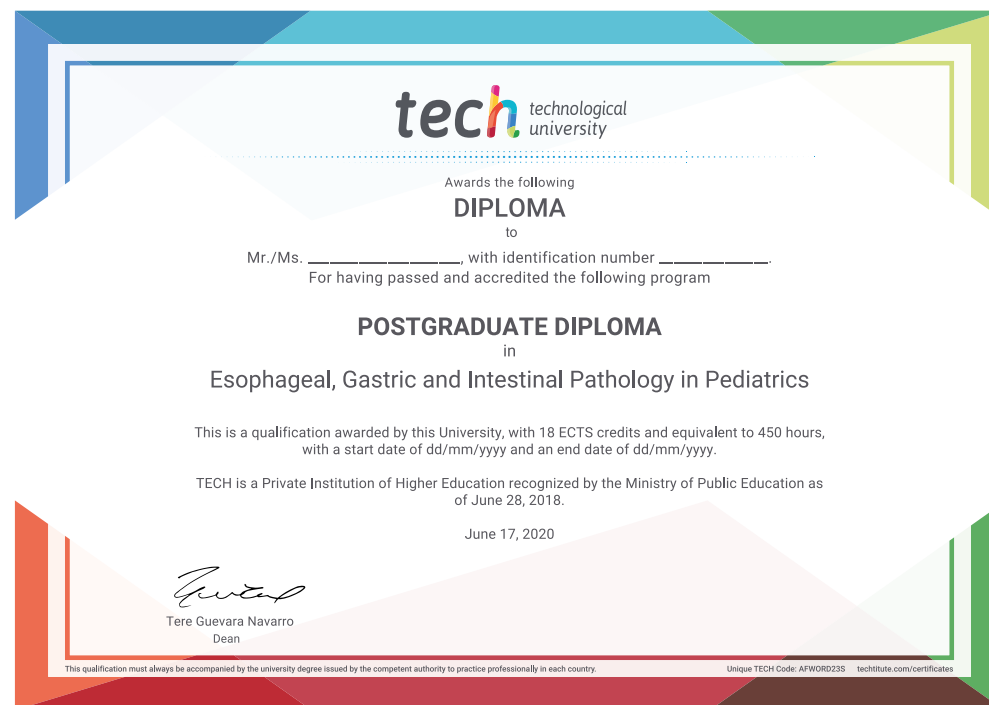 tech technological
university
Awards the following
DIPLOMA
to
Mr./Ms. ____________________, with identification number ______________.
For having passed and accredited the following program
POSTGRADUATE DIPLOMA
in
Esophageal, Gastric and Intestinal Pathology in Pediatrics
This is a qualification awarded by this University, with 18 ECTS credits and equivalent to 450 hours,
with a start date of dd/mm/yyyy and an end date of dd/mm/yyyy.
TECH is a Private Institution of Higher Education recognized by the Ministry of Public Education as
of June 28, 2018.
June 17, 2020
Tere Guevara Navarro
Dean
This qualification must always be accompanied by the university degree issued by the competent authority to practice professionally in each country.
Unique TECH Code: AFWORD23S techtitute.com/certificates